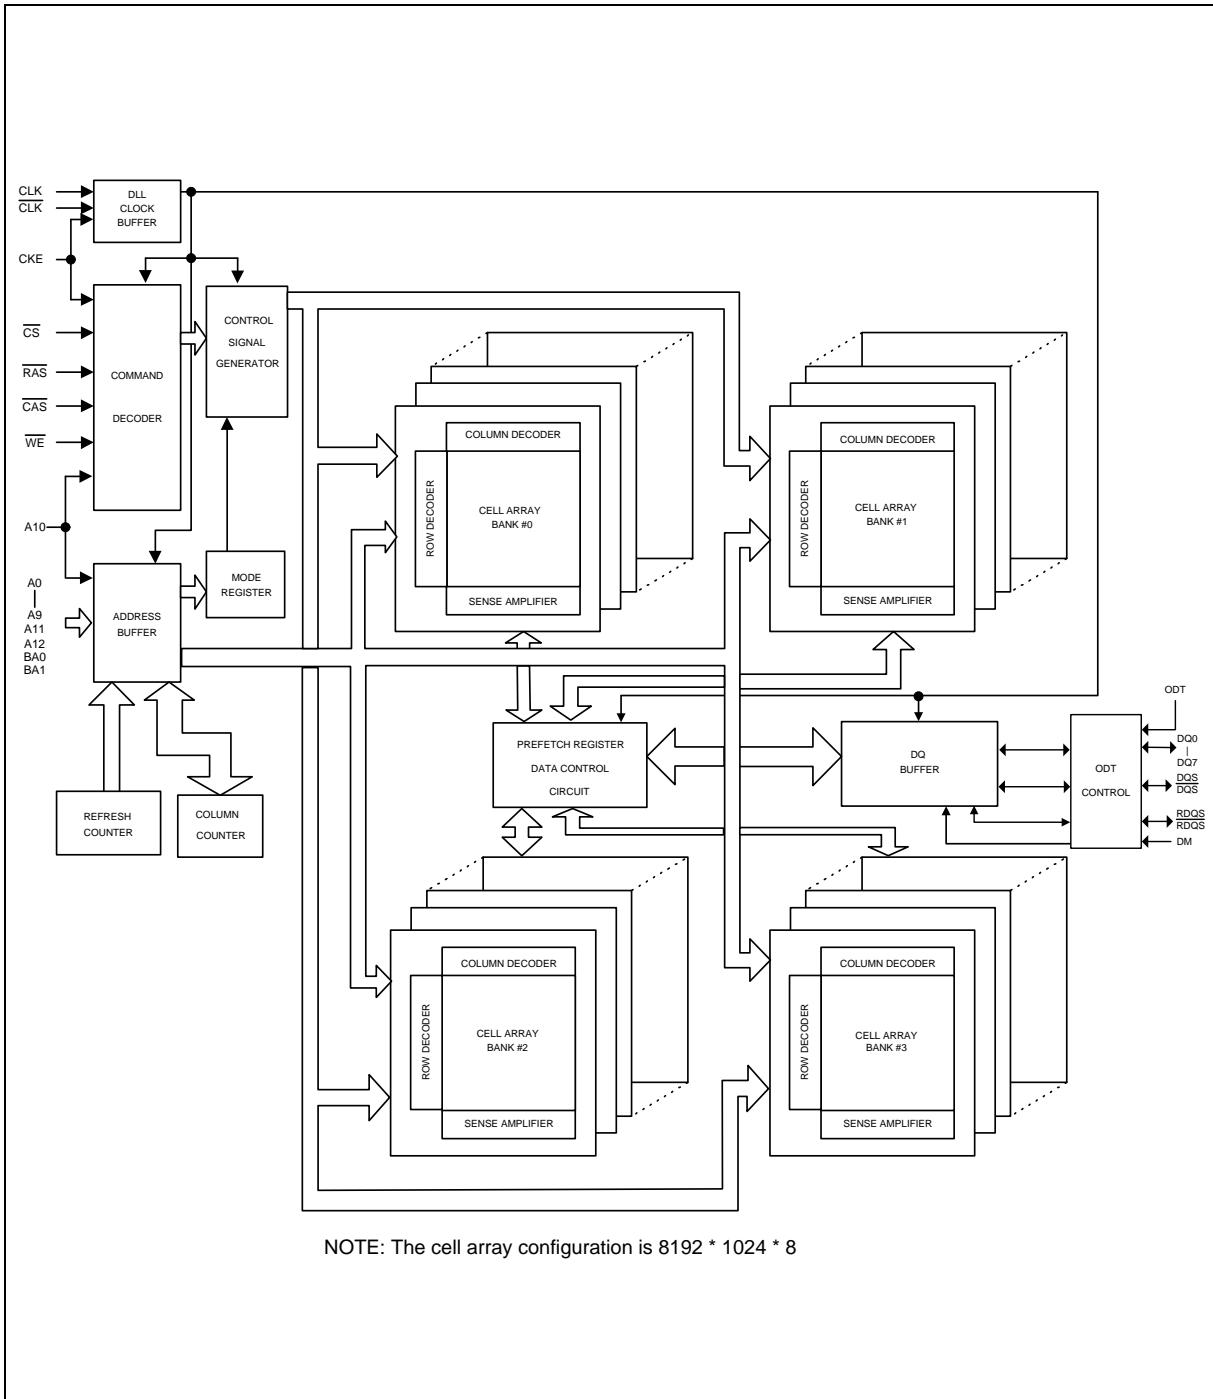 CLK
CLK
CKE
CS
RAS
CAS
WE
A10
A0
A9
A11
A12
BA0
BA1
DLL
CLOCK
BUFFER
COMMAND
DECODER
CONTROL
SIGNAL
GENERATOR
ADDRESS
BUFFER
MODE
REGISTER
REFRESH
COUNTER
COLUMN
COUNTER
COLUMN DECODER
ROW DECODER
CELL ARRAY
BANK #0
SENSE AMPLIFIER
COLUMN DECODER
ROW DECODER
CELL ARRAY
BANK #1
SENSE AMPLIFIER
PREFETCH REGISTER
DATA CONTROL
CIRCUIT
DQ
BUFFER
ODT
CONTROL
ODT
DQ0
DQ7
DQS
DQS
RDQS
RDQS
DM
COLUMN DECODER
ROW DECODER
CELL ARRAY
BANK #2
SENSE AMPLIFIER
COLUMN DECODER
ROW DECODER
CELL ARRAY
BANK #3
SENSE AMPLIFIER
NOTE: The cell array configuration is 8192 * 1024 * 8